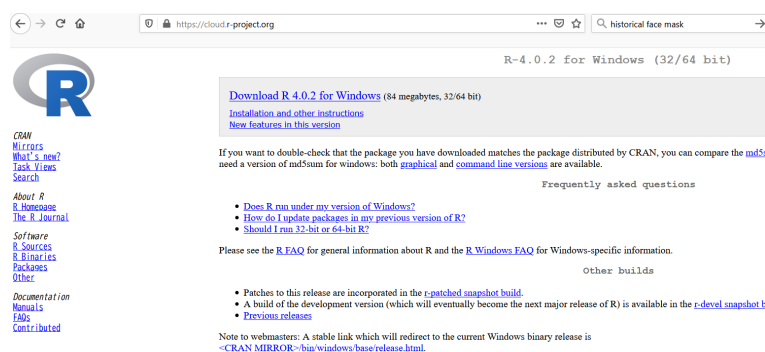 https://cloud.r-project.org
historical face mask
R
R-4.0.2 for Windows (32/64 bit)
Download R 4.0.2 for Windows (84 megabytes, 32/64 bit)
Installation and other instructions
New features in this version
CRAN
Mirrors
What's new?
Task Views
Search
About R
R Homepage
The R Journal
Software
R Sources
R Binaries
Packages
Other
Documentation
Manuals
FAQs
Contributed
If you want to double-check that the package you have downloaded matches the package distributed by CRAN, you can compare the md5s
need a version of md5sum for windows: both graphical and command line versions are available.
Frequently asked questions
Does R run under my version of Windows?
How do I update packages in my previous version of R?
Should I run 32-bit or 64-bit R?
Please see the R FAQ for general information about R and the R Windows FAQ for Windows-specific information.
Other builds
Patches to this release are incorporated in the r-patched snapshot build.
A build of the development version (which will eventually become the next major release of R) is available in the r-devel snapshot b
Previous releases
Note to webmasters: A stable link which will redirect to the current Windows binary release is
<CRAN MIRROR>/bin/windows/base/release.html.